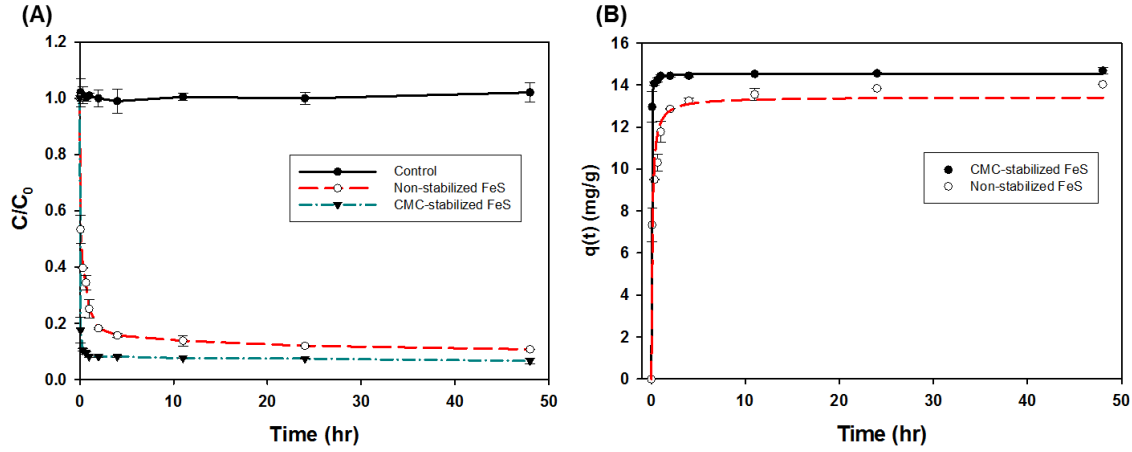 (A)
C/C0
1.2
1.0
0.8
0.6
0.4
0.2
0.0
Control
Non-stabilized FeS
CMC-stabilized FeS
0 10 20 30 40 50
Time (hr)
(B)
q(t) (mg/g)
16
14
12
10
8
6
4
2
0
CMC-stabilized FeS
Non-stabilized FeS
0 10 20 30 40 50
Time (hr)